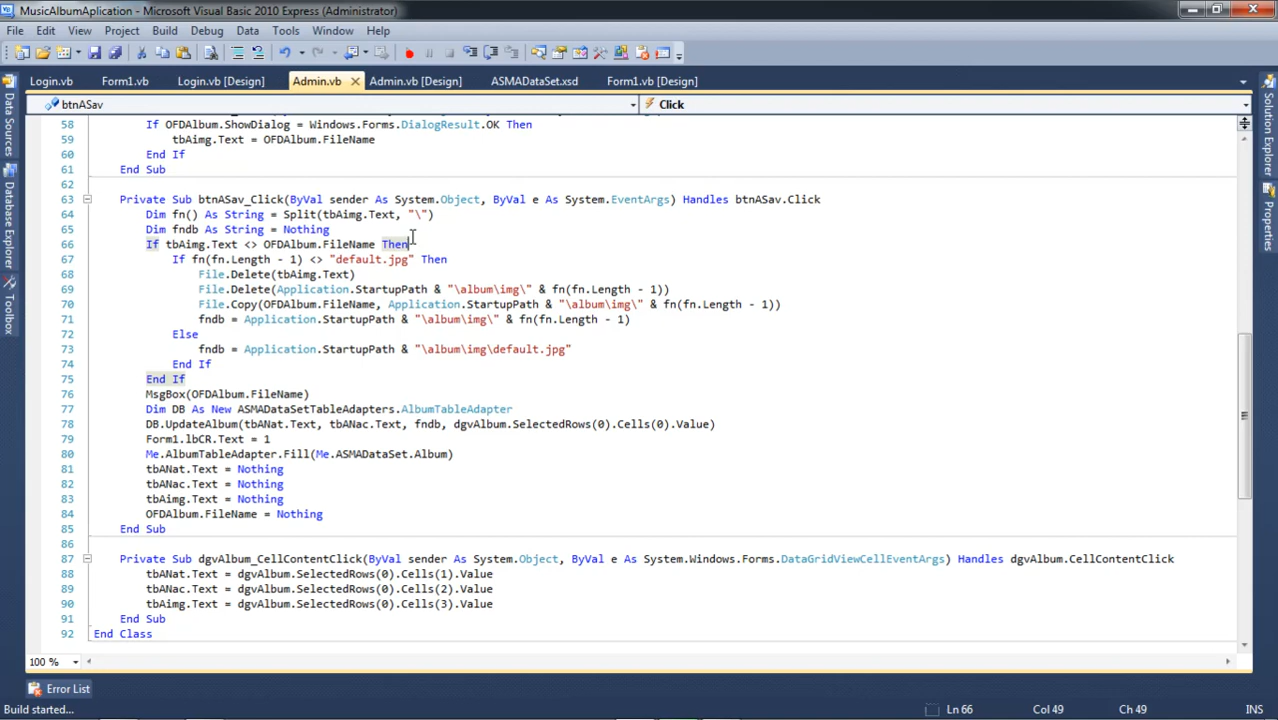 MusicAlbumAplication - Microsoft Visual Basic 2010 Express (Administrator)
File Edit View Project Build Debug Data Tools Window Help
Login.vb Form1.vb Login.vb [Design] Admin.vb Admin.vb [Design] ASMADataSet.xsd Form1.vb [Design]
btnASav Click
58 If OFDAlbum.ShowDialog = Windows.Forms.DialogResult.OK Then
59 tbAimg.Text = OFDAlbum.FileName
60 End If
61 End Sub
62
63 Private Sub btnASav_Click(ByVal sender As System.Object, ByVal e As System.EventArgs) Handles btnASav.Click
64 Dim fn() As String = Split(tbAimg.Text, "\")
65 Dim fndb As String = Nothing
66 If tbAimg.Text <> OFDAlbum.FileName Then
67 If fn(fn.Length - 1) <> "default.jpg" Then
68 File.Delete(tbAimg.Text)
69 File.Delete(Application.StartupPath & "\album\img\" & fn(fn.Length - 1))
70 File.Copy(OFDAlbum.FileName, Application.StartupPath & "\album\img\" & fn(fn.Length - 1))
71 fndb = Application.StartupPath & "\album\img\" & fn(fn.Length - 1)
72 Else
73 fndb = Application.StartupPath & "\album\img\default.jpg"
74 End If
75 End If
76 MsgBox(OFDAlbum.FileName)
77 Dim DB As New ASMADataSetTableAdapters.AlbumTableAdapter
78 DB.UpdateAlbum(tbANat.Text, tbANac.Text, fndb, dgvAlbum.SelectedRows(0).Cells(0).Value)
79 Form1.lbCR.Text = 1
80 Me.AlbumTableAdapter.Fill(Me.ASMADataSet.Album)
81 tbANat.Text = Nothing
82 tbANac.Text = Nothing
83 tbAimg.Text = Nothing
84 OFDAlbum.FileName = Nothing
85 End Sub
86
87 Private Sub dgvAlbum_CellContentClick(ByVal sender As System.Object, ByVal e As System.Windows.Forms.DataGridViewCellEventArgs) Handles dgvAlbum.CellContentClick
88 tbANat.Text = dgvAlbum.SelectedRows(0).Cells(1).Value
89 tbANac.Text = dgvAlbum.SelectedRows(0).Cells(2).Value
90 tbAimg.Text = dgvAlbum.SelectedRows(0).Cells(3).Value
91 End Sub
92 End Class
100 %
Error List
Build started... Ln 66 Col 49 Ch 49 INS
Data Sources
Database Explorer
Toolbox
Solution Explorer
Properties